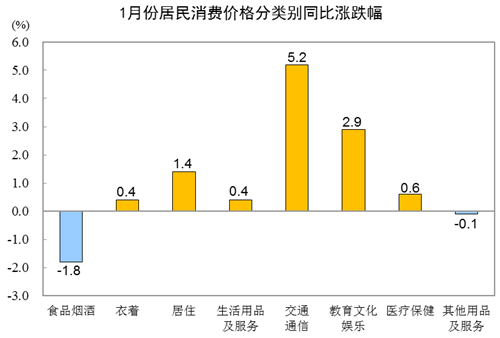 1月份居民消费价格分类别同比涨跌幅
(%)
6.0
5.0
4.0
3.0
2.0
1.0
0.0
-1.0
-2.0
-3.0
-1.8
0.4
1.4
0.4
5.2
2.9
0.6
-0.1
食品烟酒
衣着
居住
生活用品
及服务
交通
通信
教育文化
娱乐
医疗保健
其他用品
及服务